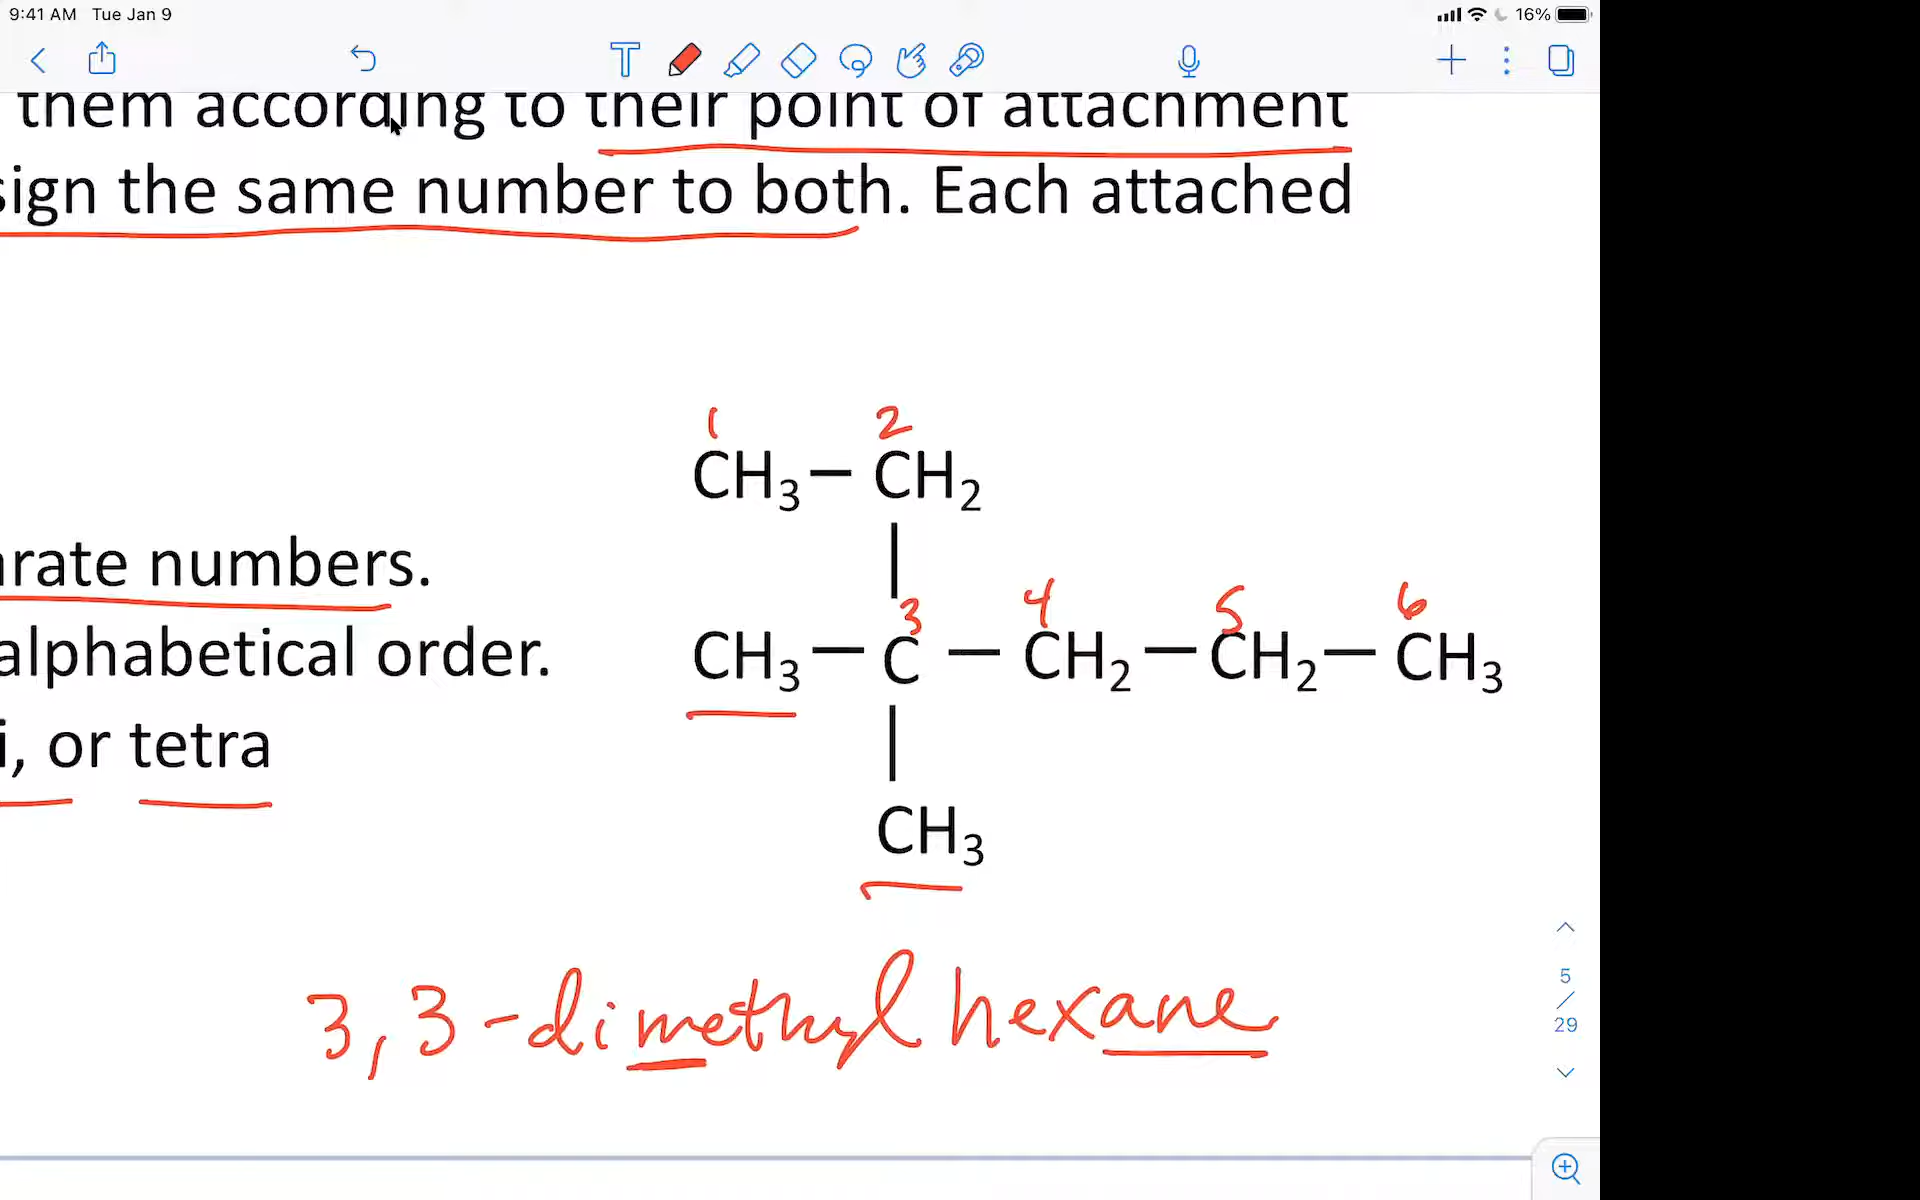 9:41 AM Tue Jan 9
16%
them according to their point of attachment
sign the same number to both. Each attached
1 2
CH₃ – CH₂
arate numbers.
3 4 5 6
alphabetical order.
CH₃ – C – CH₂ – CH₂ – CH₃
i, or tetra
CH₃
3,3-dimethyl hexane
5
/
29